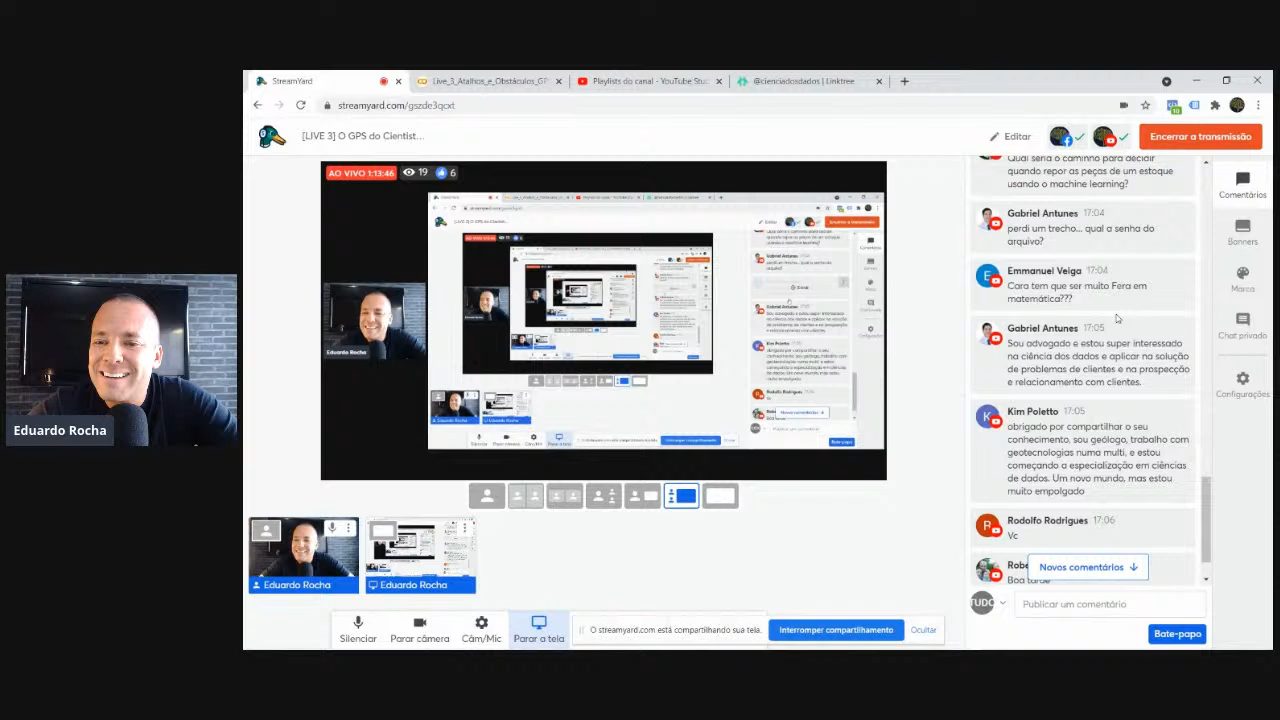 StreamYard
Live_3_Atalhos_e_Obstáculos_GP
Playlists do canal - YouTube Stu
@cienciadosdados | Linktree
streamyard.com/gszde3qcxt
[LIVE 3] O GPS do Cientist...
Editar
Encerrar a transmissão
AO VIVO 1:13:46
19
6
Eduardo Rocha
Eduardo Rocha
Eduardo Rocha
Eduardo Rocha
Silenciar
Parar câmera
Câm/Mic
Parar a tela
O streamyard.com está compartilhando sua tela.
Interromper compartilhamento
Ocultar
Qual seria o caminho para decidir
quando repor as peças de um estoque
usando o machine learning?
Gabriel Antunes 17:04
perdi um trecho... qual a senha do
arquivo?
Emmanuel Veiga 17:04
Cara tem que ser muito Fera em
matemática???
Gabriel Antunes 17:05
Sou advogado e estou super interessado
na ciência dos dados e aplicar na solução
de problemas de clientes e na prospecção
e relacionamento com clientes.
Kim Poletto 17:05
obrigado por compartilhar o seu
conhecimento, sou geólogo, trabalho com
geotecnologias numa multi, e estou
começando a especialização em ciências
de dados. Um novo mundo, mas estou
muito empolgado
Rodolfo Rodrigues 17:06
Vc
Robe
Boa tarde
Novos comentários
TUDO
Publicar um comentário
Bate-papo
Comentários
Banners
Marca
Chat privado
Configurações